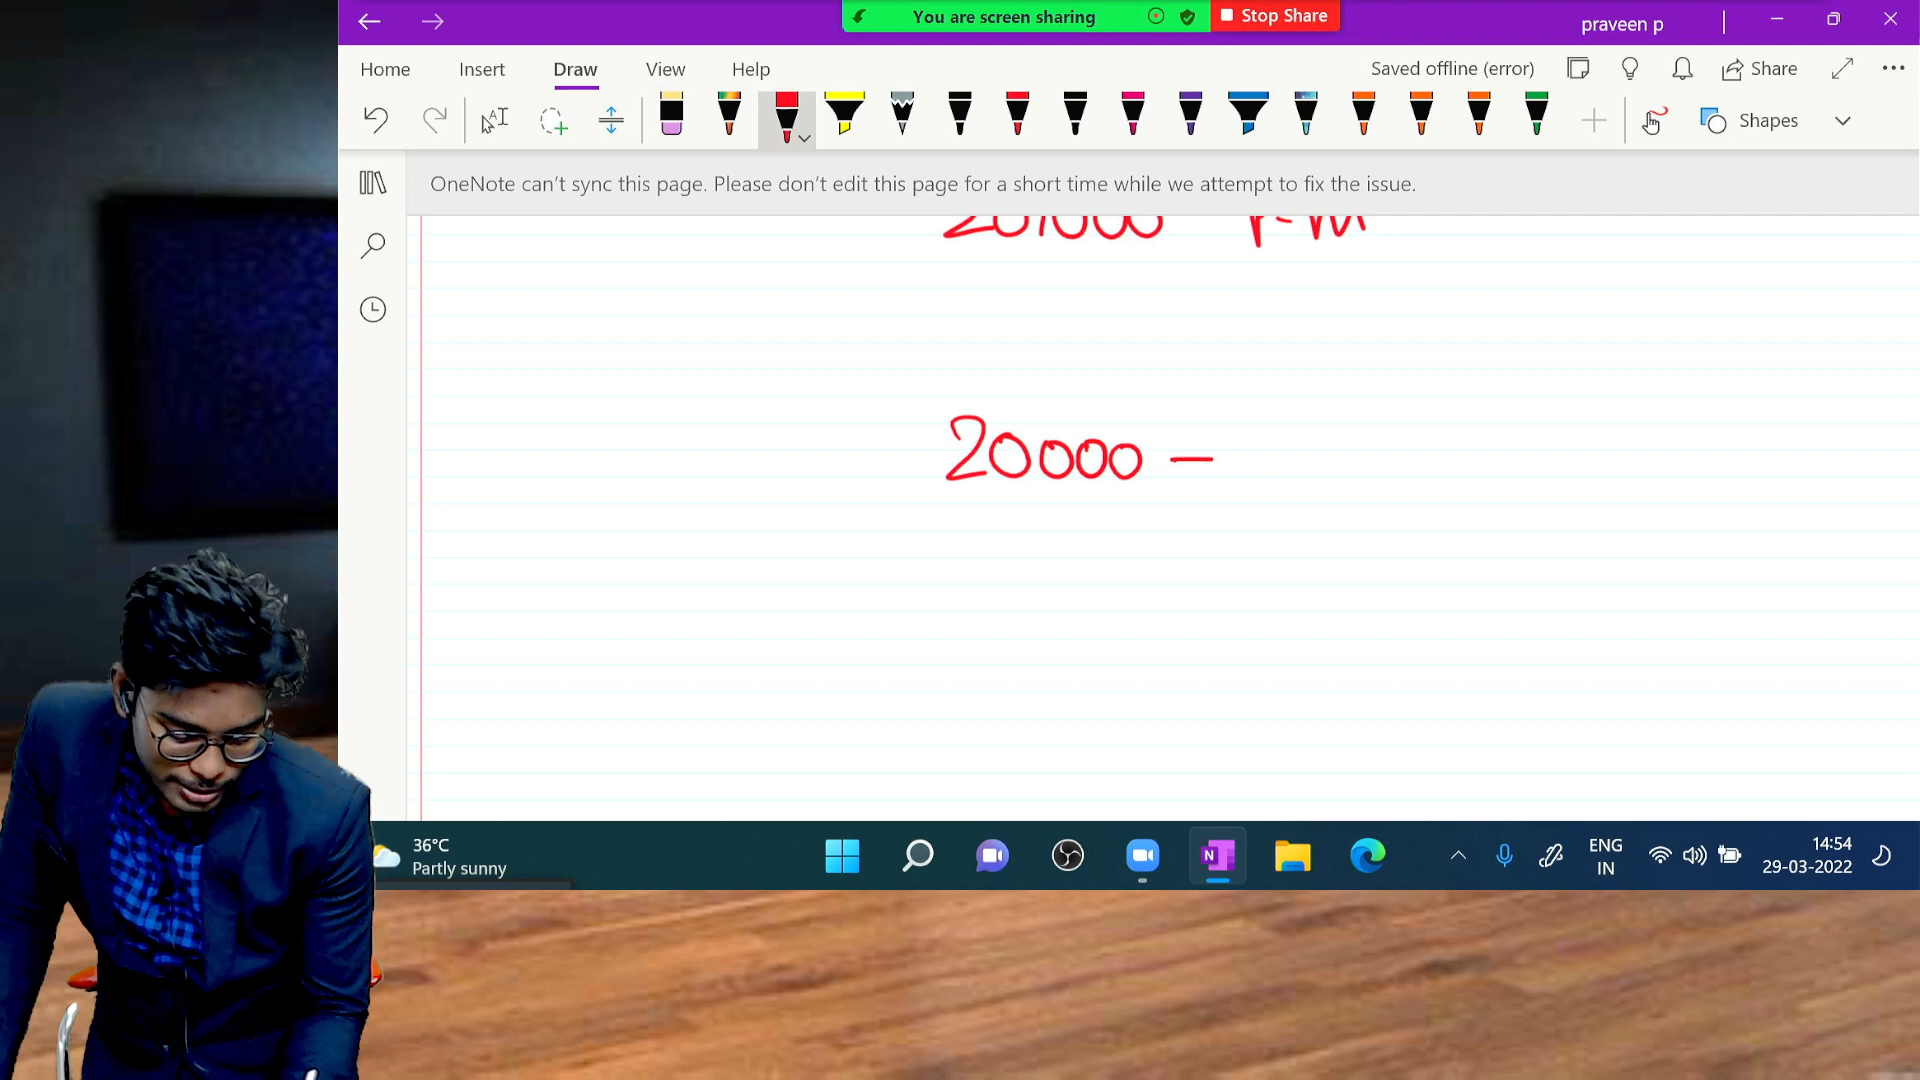 You are screen sharing
Stop Share
praveen p
Home Insert Draw View Help
Saved offline (error) Share
Shapes
OneNote can't sync this page. Please don't edit this page for a short time while we attempt to fix the issue.
20000 —
36°C
Partly sunny
ENG
IN
14:54
29-03-2022